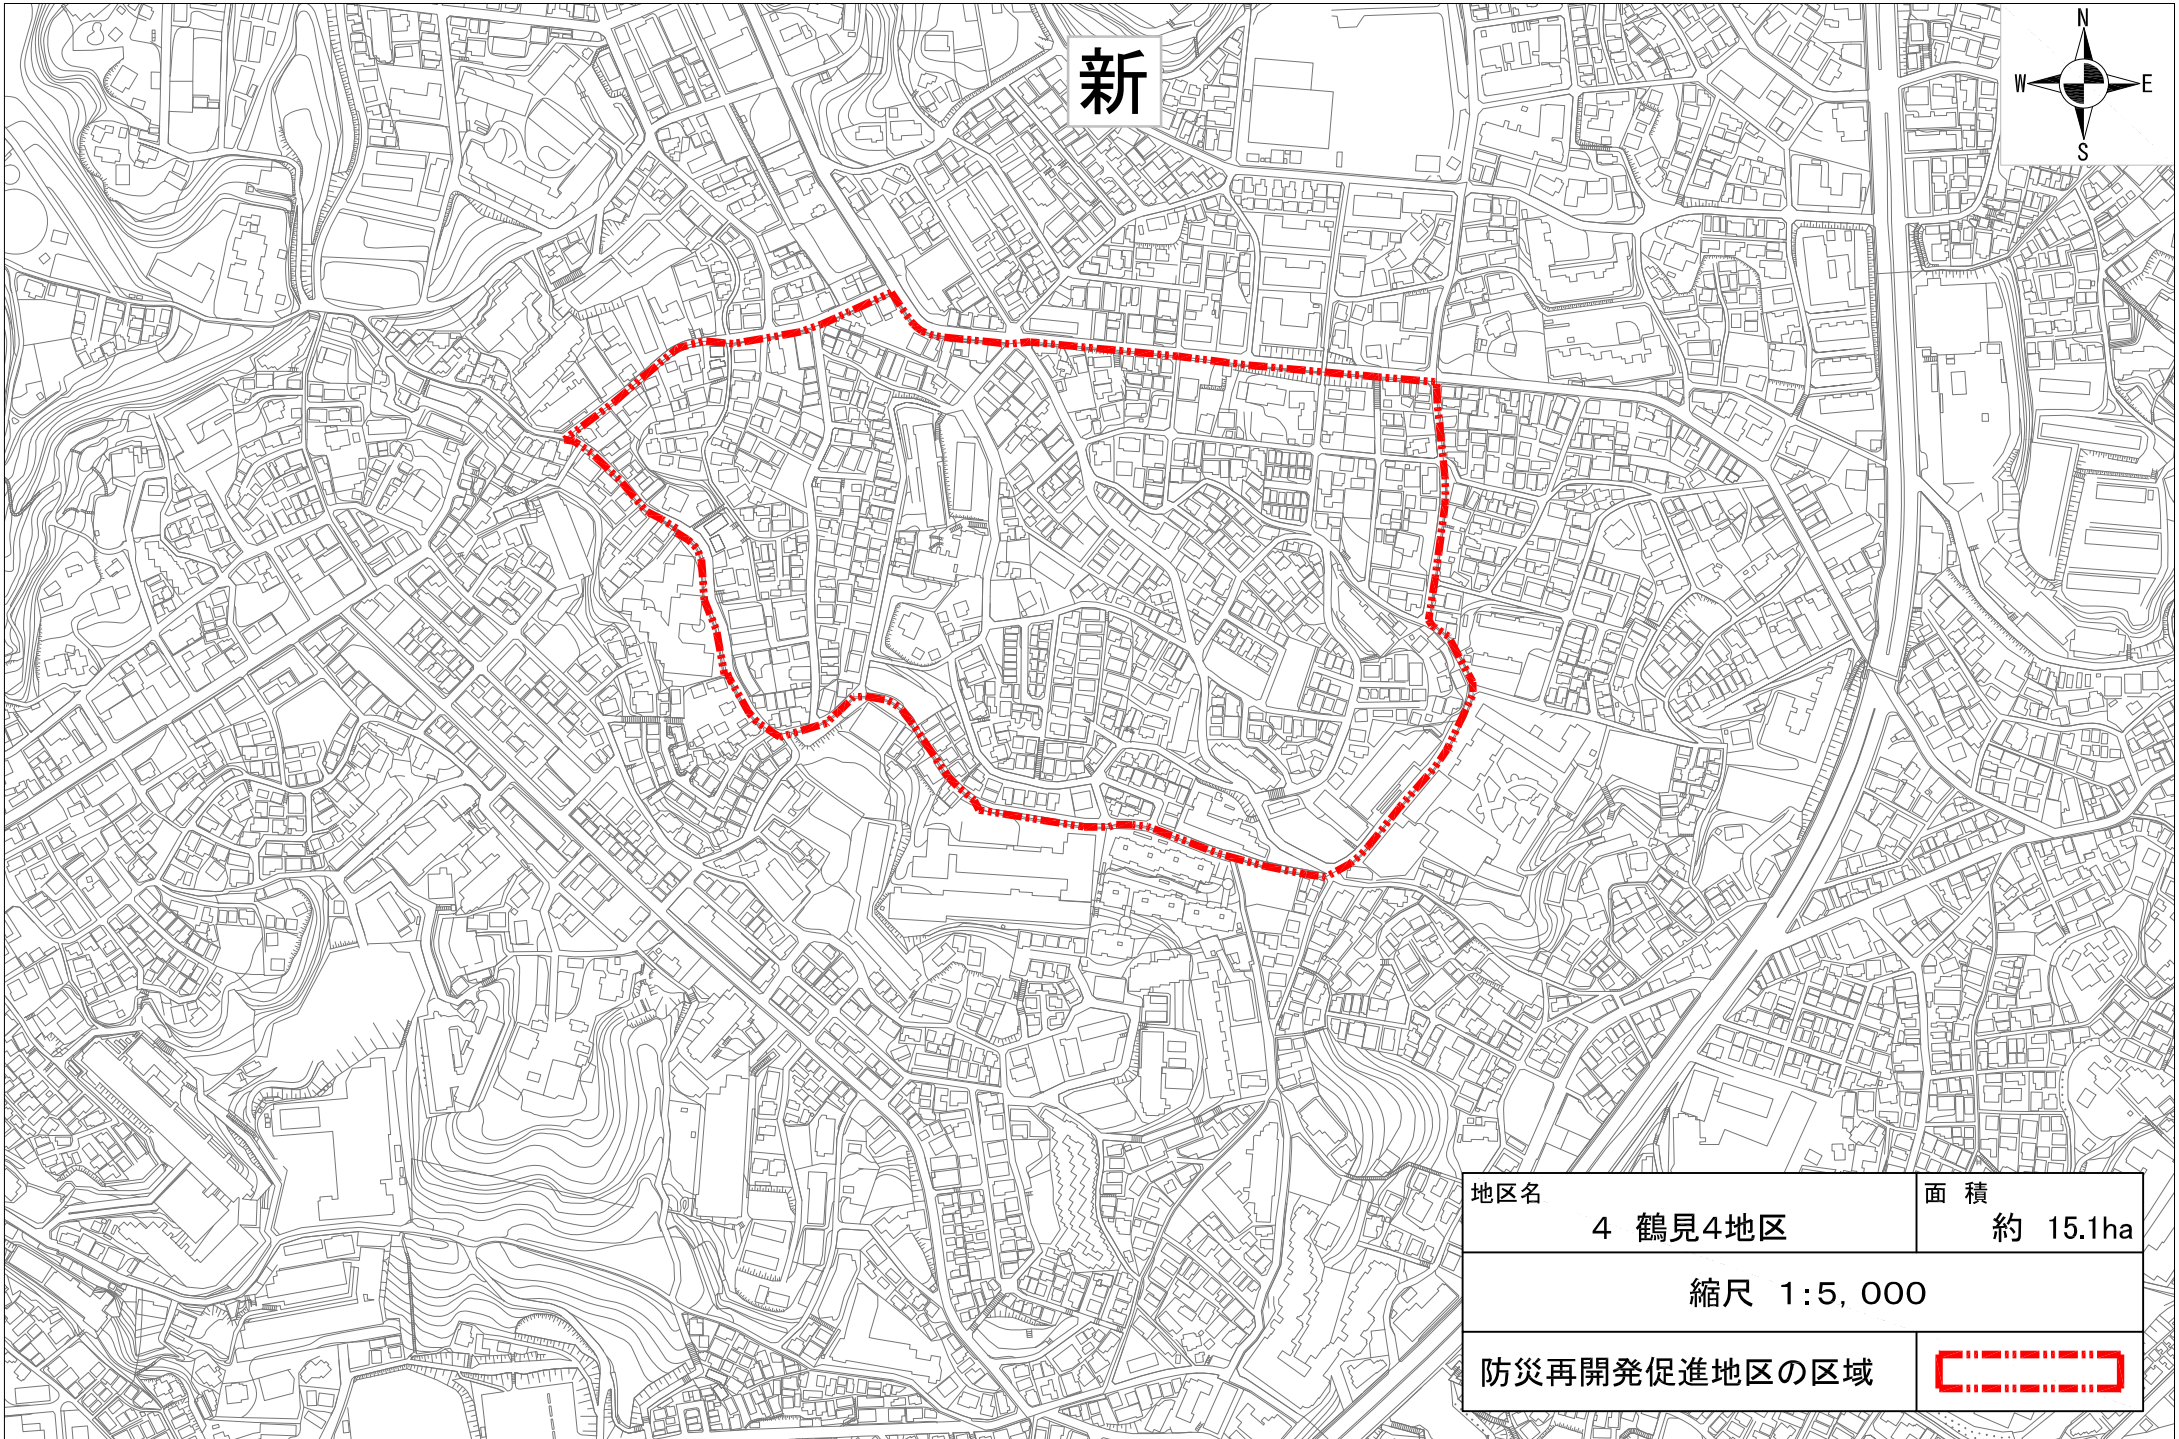 新
N
W E
S
地区名
4 鶴見4地区
面 積
約 15.1ha
縮尺 1:5,000
防災再開発促進地区の区域